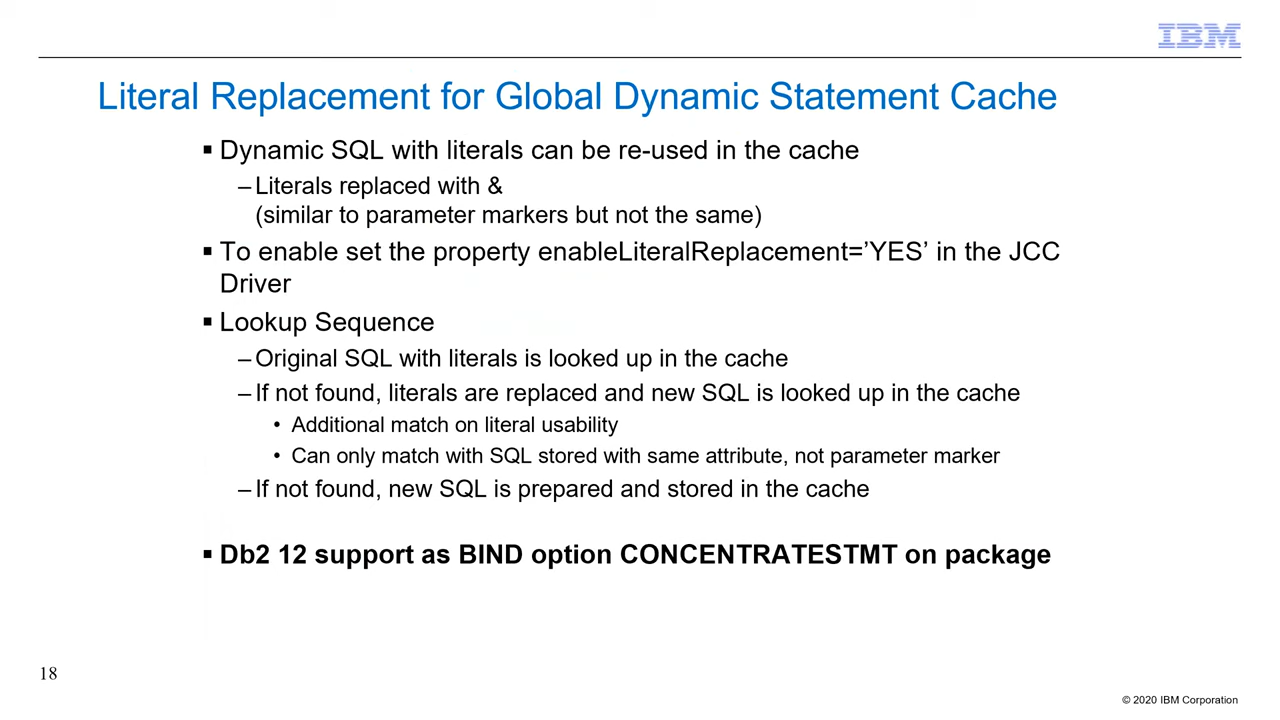 IBM
Literal Replacement for Global Dynamic Statement Cache
▪ Dynamic SQL with literals can be re-used in the cache
– Literals replaced with &
(similar to parameter markers but not the same)
▪ To enable set the property enableLiteralReplacement=’YES’ in the JCC
Driver
▪ Lookup Sequence
– Original SQL with literals is looked up in the cache
– If not found, literals are replaced and new SQL is looked up in the cache
• Additional match on literal usability
• Can only match with SQL stored with same attribute, not parameter marker
– If not found, new SQL is prepared and stored in the cache
▪ Db2 12 support as BIND option CONCENTRATESTMT on package
18
© 2020 IBM Corporation